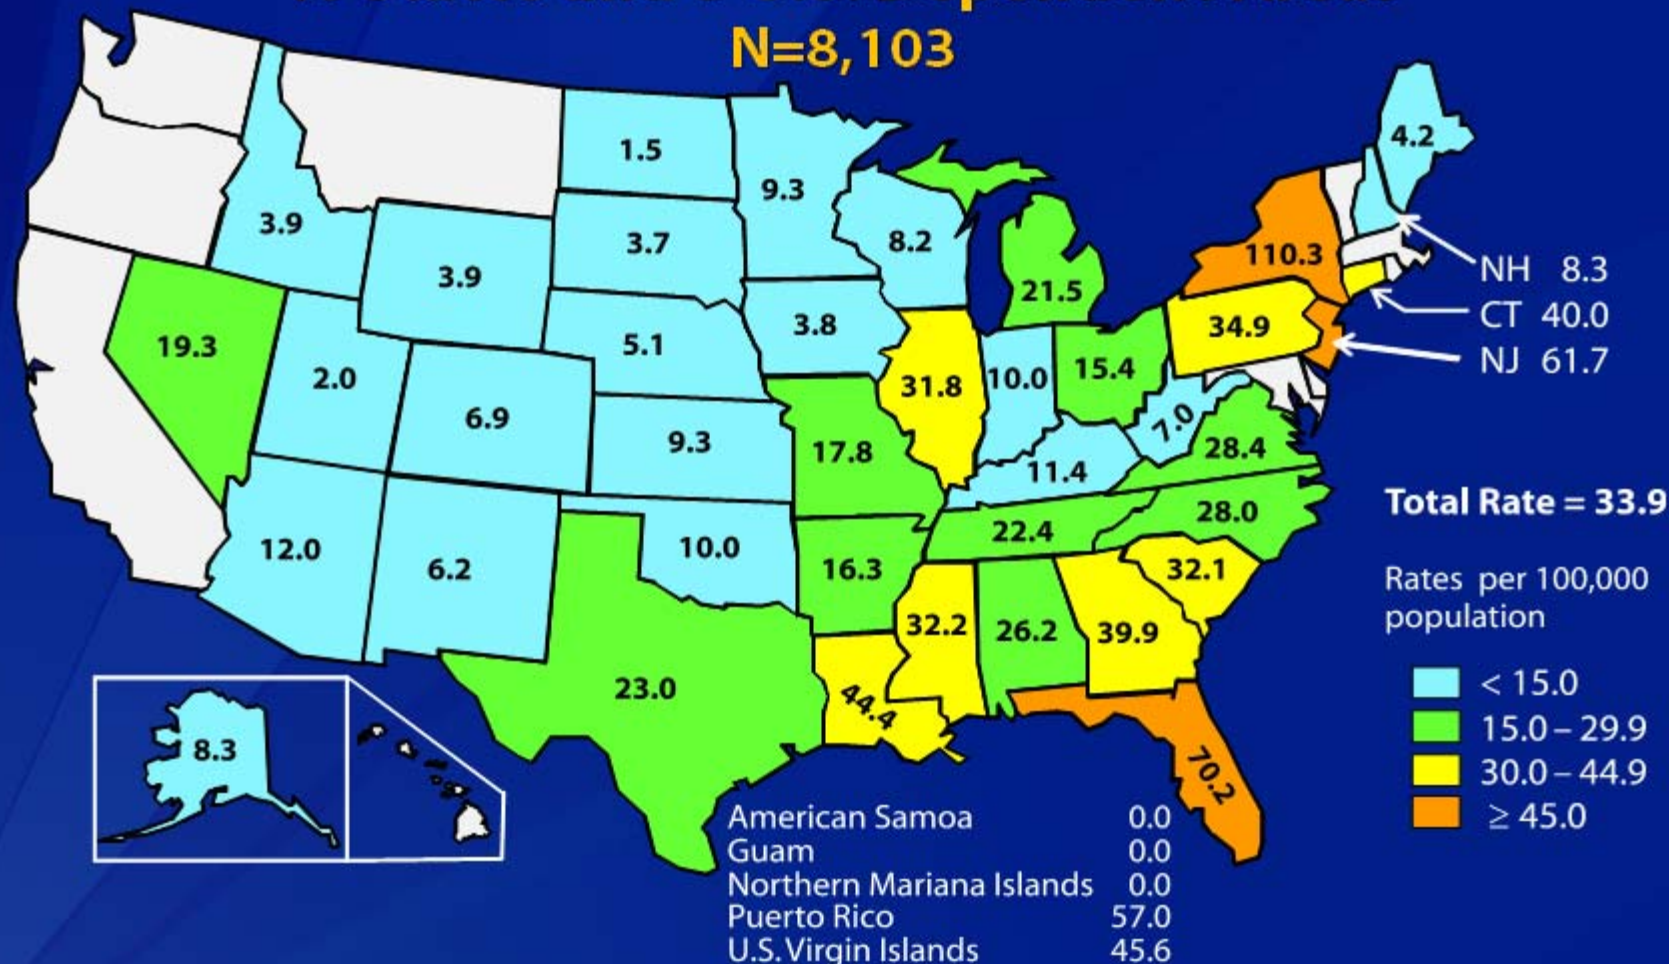 N=8,103
1.5
9.3
4.2
3.9
3.7
8.2
110.3
3.9
21.5
NH 8.3
CT 40.0
NJ 61.7
19.3
5.1
3.8
34.9
2.0
6.9
31.8
10.0
15.4
9.3
17.8
7.0
28.4
11.4
12.0
6.2
10.0
22.4
28.0
16.3
32.1
32.2
26.2
39.9
23.0
44.4
70.2
8.3
Total Rate = 33.9
Rates per 100,000
population
< 15.0
15.0 – 29.9
30.0 – 44.9
≥ 45.0
American Samoa 0.0
Guam 0.0
Northern Mariana Islands 0.0
Puerto Rico 57.0
U.S. Virgin Islands 45.6